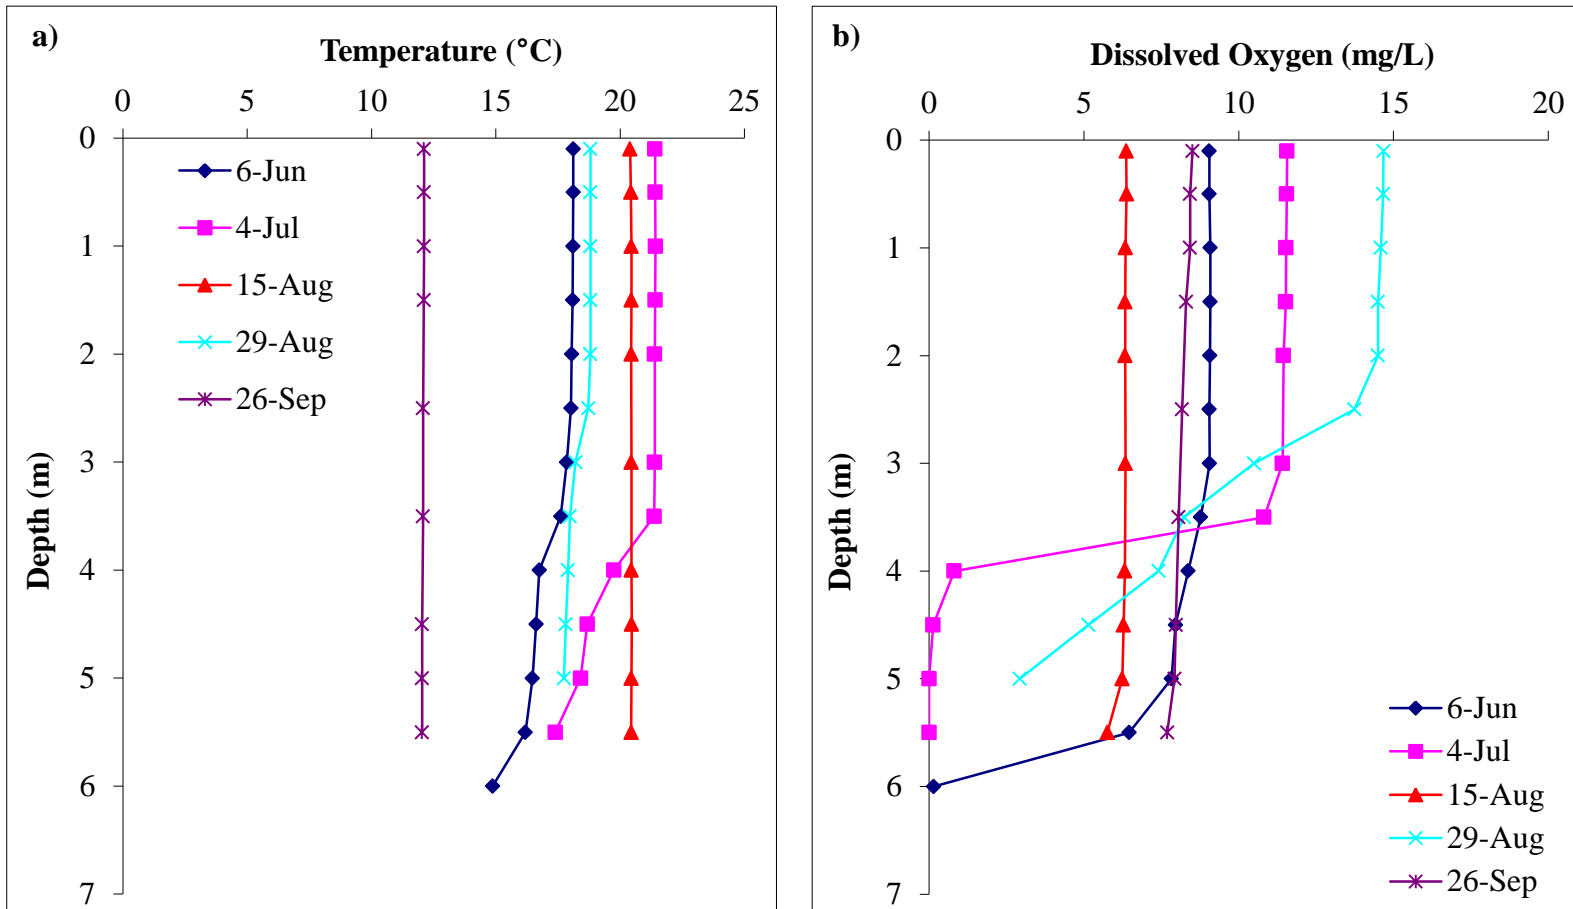 a)
Temperature (°C)
0 5 10 15 20 25
0
1
2
3
4
5
6
7
Depth (m)
6-Jun
4-Jul
15-Aug
29-Aug
26-Sep
b)
Dissolved Oxygen (mg/L)
0 5 10 15 20
0
1
2
3
4
5
6
7
Depth (m)
6-Jun
4-Jul
15-Aug
29-Aug
26-Sep